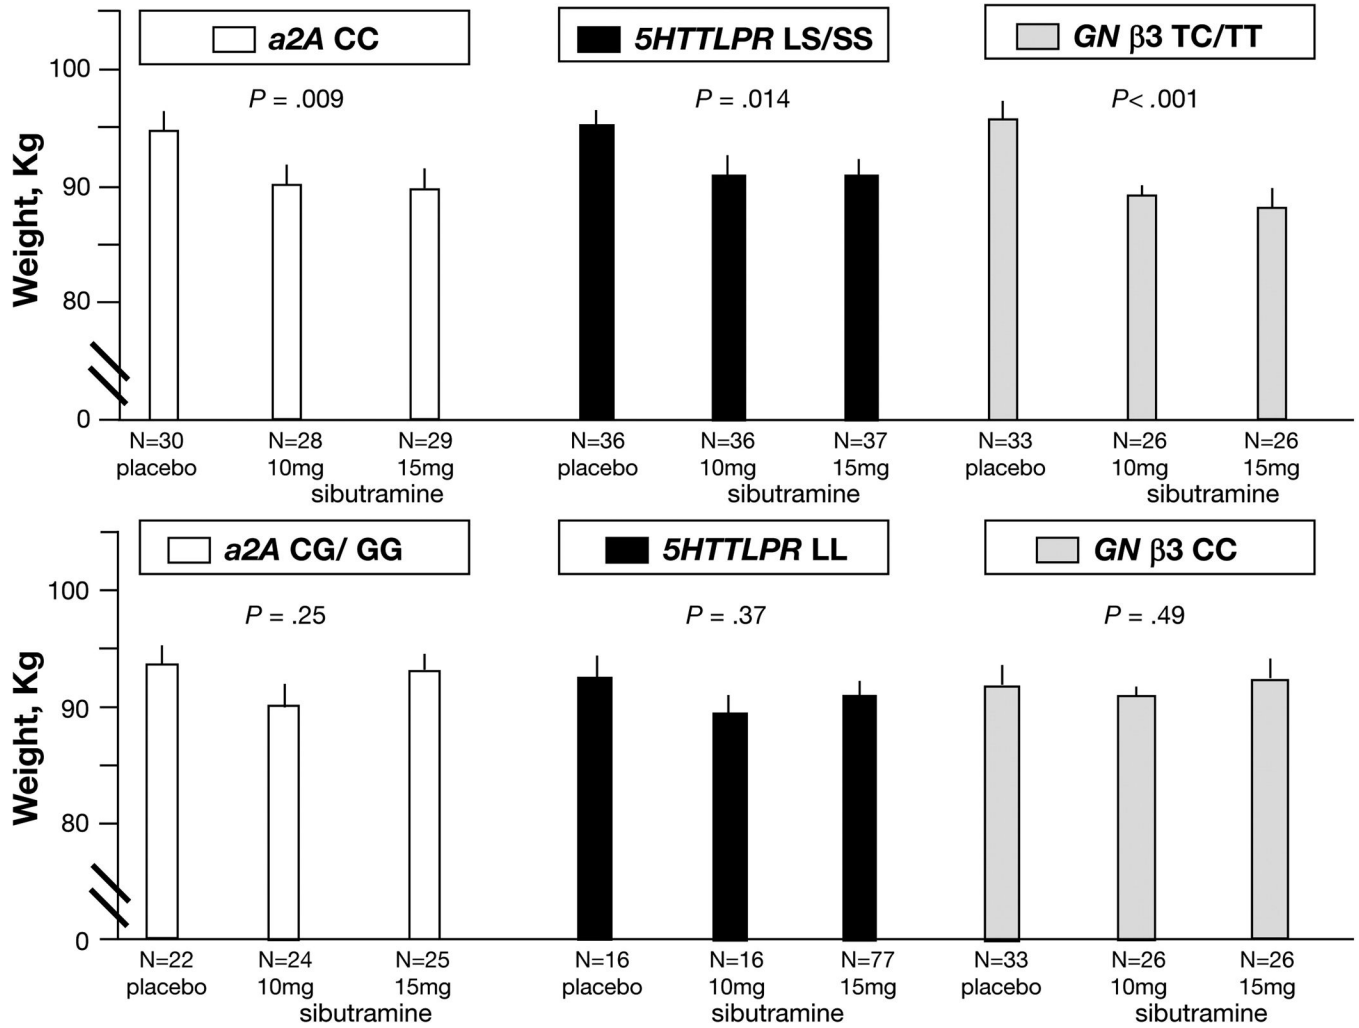 a2A CC
5HTTLPR LS/SS
GN β3 TC/TT
P = .009
P = .014
P< .001
Weight, Kg
100
90
80
0
N=30 N=28 N=29 N=36 N=36 N=37 N=33 N=26 N=26
placebo 10mg 15mg placebo 10mg 15mg placebo 10mg 15mg
sibutramine sibutramine sibutramine
a2A CG/ GG
5HTTLPR LL
GN β3 CC
P = .25
P = .37
P = .49
Weight, Kg
100
90
80
0
N=22 N=24 N=25 N=16 N=16 N=77 N=33 N=26 N=26
placebo 10mg 15mg placebo 10mg 15mg placebo 10mg 15mg
sibutramine sibutramine sibutramine